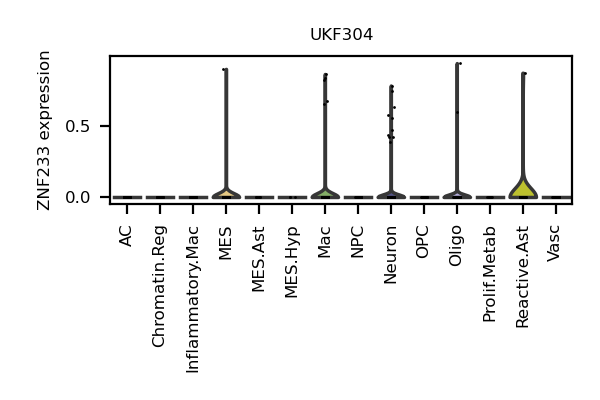 UKF304
ZNF233 expression
0.5
0.0
AC
Chromatin.Reg
Inflammatory.Mac
MES
MES.Ast
MES.Hyp
Mac
NPC
Neuron
OPC
Oligo
Prolif.Metab
Reactive.Ast
Vasc